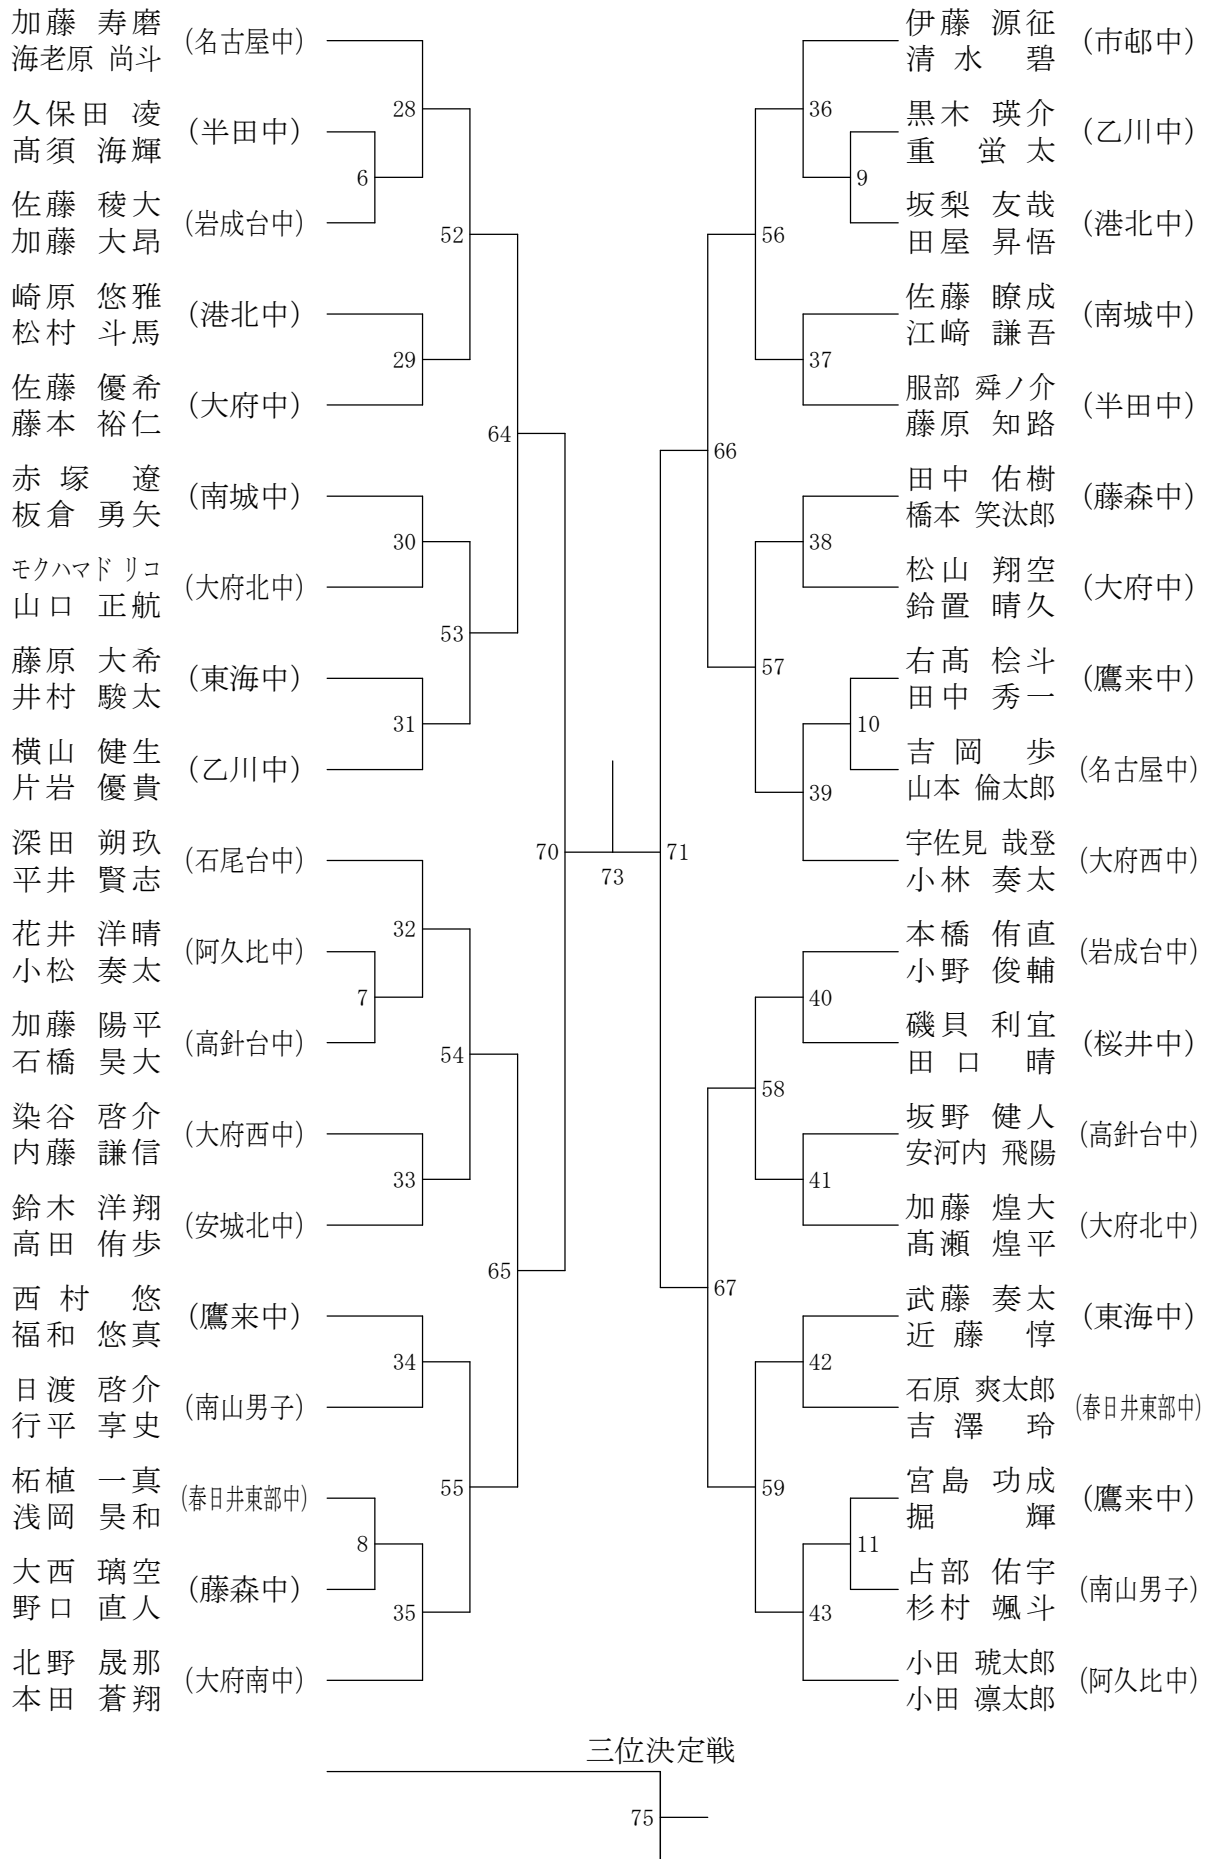 加藤 寿磨
海老原 尚斗
(名古屋中)
久保田 凌
髙須 海輝
(半田中)
佐藤 稜大
加藤 大昂
(岩成台中)
崎原 悠雅
松村 斗馬
(港北中)
佐藤 優希
藤本 裕仁
(大府中)
赤塚 遼
板倉 勇矢
(南城中)
モクハマド リコ
山口 正航
(大府北中)
藤原 大希
井村 駿太
(東海中)
横山 健生
片岩 優貴
(乙川中)
深田 朔玖
平井 賢志
(石尾台中)
花井 洋晴
小松 奏太
(阿久比中)
加藤 陽平
石橋 昊大
(高針台中)
染谷 啓介
内藤 謙信
(大府西中)
鈴木 洋翔
高田 侑歩
(安城北中)
西村 悠
福和 悠真
(鷹来中)
日渡 啓介
行平 享史
(南山男子)
柘植 一真
浅岡 昊和
(春日井東部中)
大西 璃空
野口 直人
(藤森中)
北野 晟那
本田 蒼翔
(大府南中)
28
6
52
29
64
30
53
31
70
32
7
54
33
65
34
55
8
35
73
71
36
9
56
37
66
38
57
10
39
40
58
41
67
42
59
11
43
伊藤 源征
清水 碧
(市邨中)
黒木 瑛介
重 蛍太
(乙川中)
坂梨 友哉
田屋 昇悟
(港北中)
佐藤 瞭成
江﨑 謙吾
(南城中)
服部 舜ノ介
藤原 知路
(半田中)
田中 佑樹
橋本 笑汰郎
(藤森中)
松山 翔空
鈴置 晴久
(大府中)
右髙 桧斗
田中 秀一
(鷹来中)
吉岡 歩
山本 倫太郎
(名古屋中)
宇佐見 哉登
小林 奏太
(大府西中)
本橋 侑直
小野 俊輔
(岩成台中)
磯貝 利宜
田口 晴
(桜井中)
坂野 健人
安河内 飛陽
(高針台中)
加藤 煌大
髙瀬 煌平
(大府北中)
武藤 奏太
近藤 惇
(東海中)
石原 爽太郎
吉澤 玲
(春日井東部中)
宮島 功成
掘 輝
(鷹来中)
占部 佑宇
杉村 颯斗
(南山男子)
小田 琥太郎
小田 凛太郎
(阿久比中)
三位決定戦
75